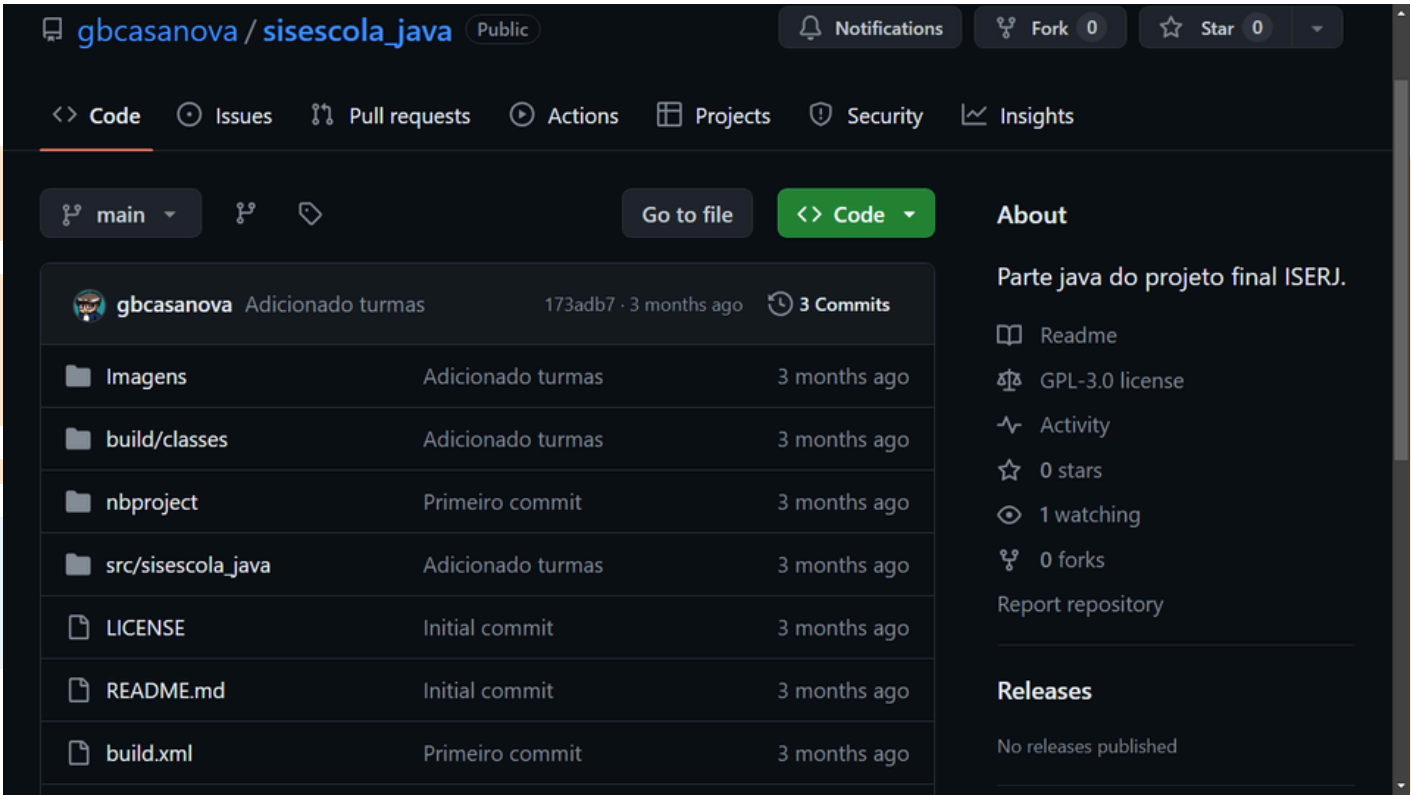 gbcasanova / sisescola_java Public
Notifications Fork 0 Star 0
Code Issues Pull requests Actions Projects Security Insights
main Go to file Code
gbcasanova Adicionado turmas 173adb7 · 3 months ago 3 Commits
Imagens Adicionado turmas 3 months ago
build/classes Adicionado turmas 3 months ago
nbproject Primeiro commit 3 months ago
src/sisescola_java Adicionado turmas 3 months ago
LICENSE Initial commit 3 months ago
README.md Initial commit 3 months ago
build.xml Primeiro commit 3 months ago
About
Parte java do projeto final ISERJ.
Readme
GPL-3.0 license
Activity
0 stars
1 watching
0 forks
Report repository
Releases
No releases published